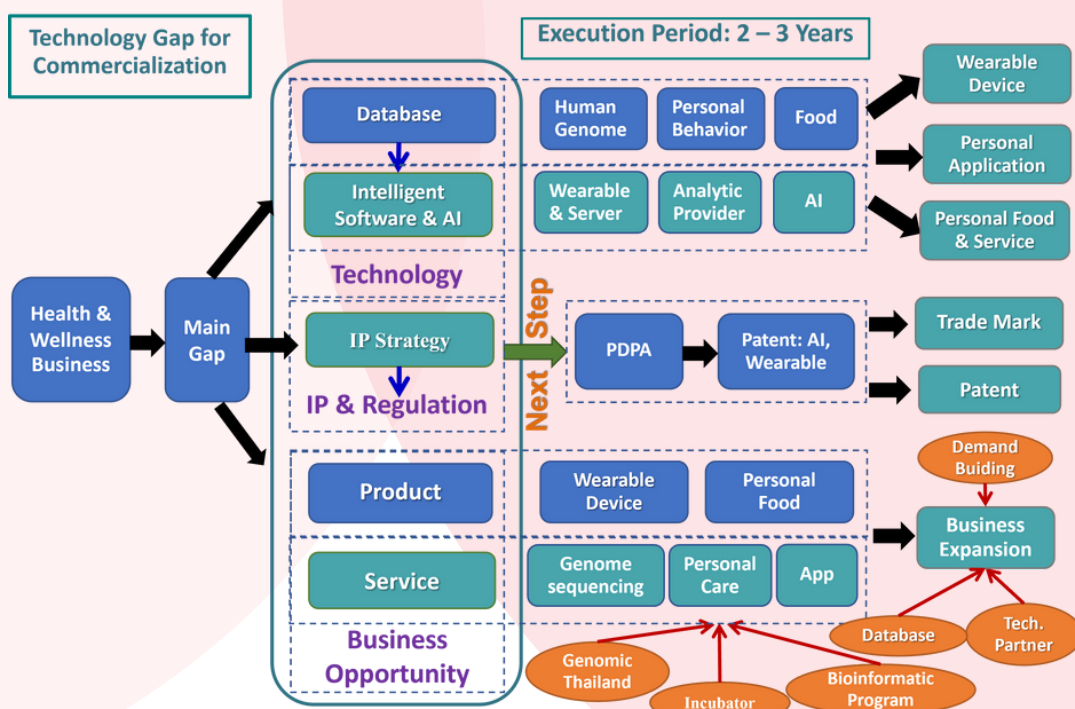 Technology Gap for
Commercialization
Execution Period: 2 – 3 Years
Database
Human
Genome
Personal
Behavior
Food
Wearable
Device
Intelligent
Software & AI
Wearable
& Server
Analytic
Provider
AI
Personal
Application
Personal Food
& Service
Technology
Health &
Wellness
Business
Main
Gap
IP Strategy
IP & Regulation
Next Step
PDPA
Patent: AI,
Wearable
Trade Mark
Patent
Product
Wearable
Device
Personal
Food
Demand
Buiding
Business
Expansion
Service
Genome
sequencing
Personal
Care
App
Business
Opportunity
Genomic
Thailand
Incubator
Bioinformatic
Program
Database
Tech.
Partner